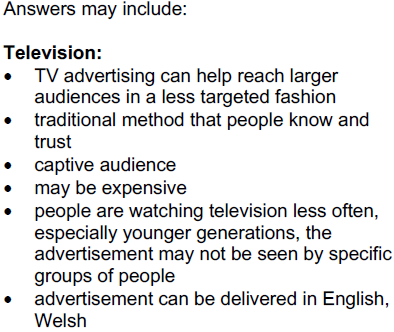 Answers may include:
Television:
• TV advertising can help reach larger
audiences in a less targeted fashion
• traditional method that people know and
trust
• captive audience
• may be expensive
• people are watching television less often,
especially younger generations, the
advertisement may not be seen by specific
groups of people
• advertisement can be delivered in English,
Welsh